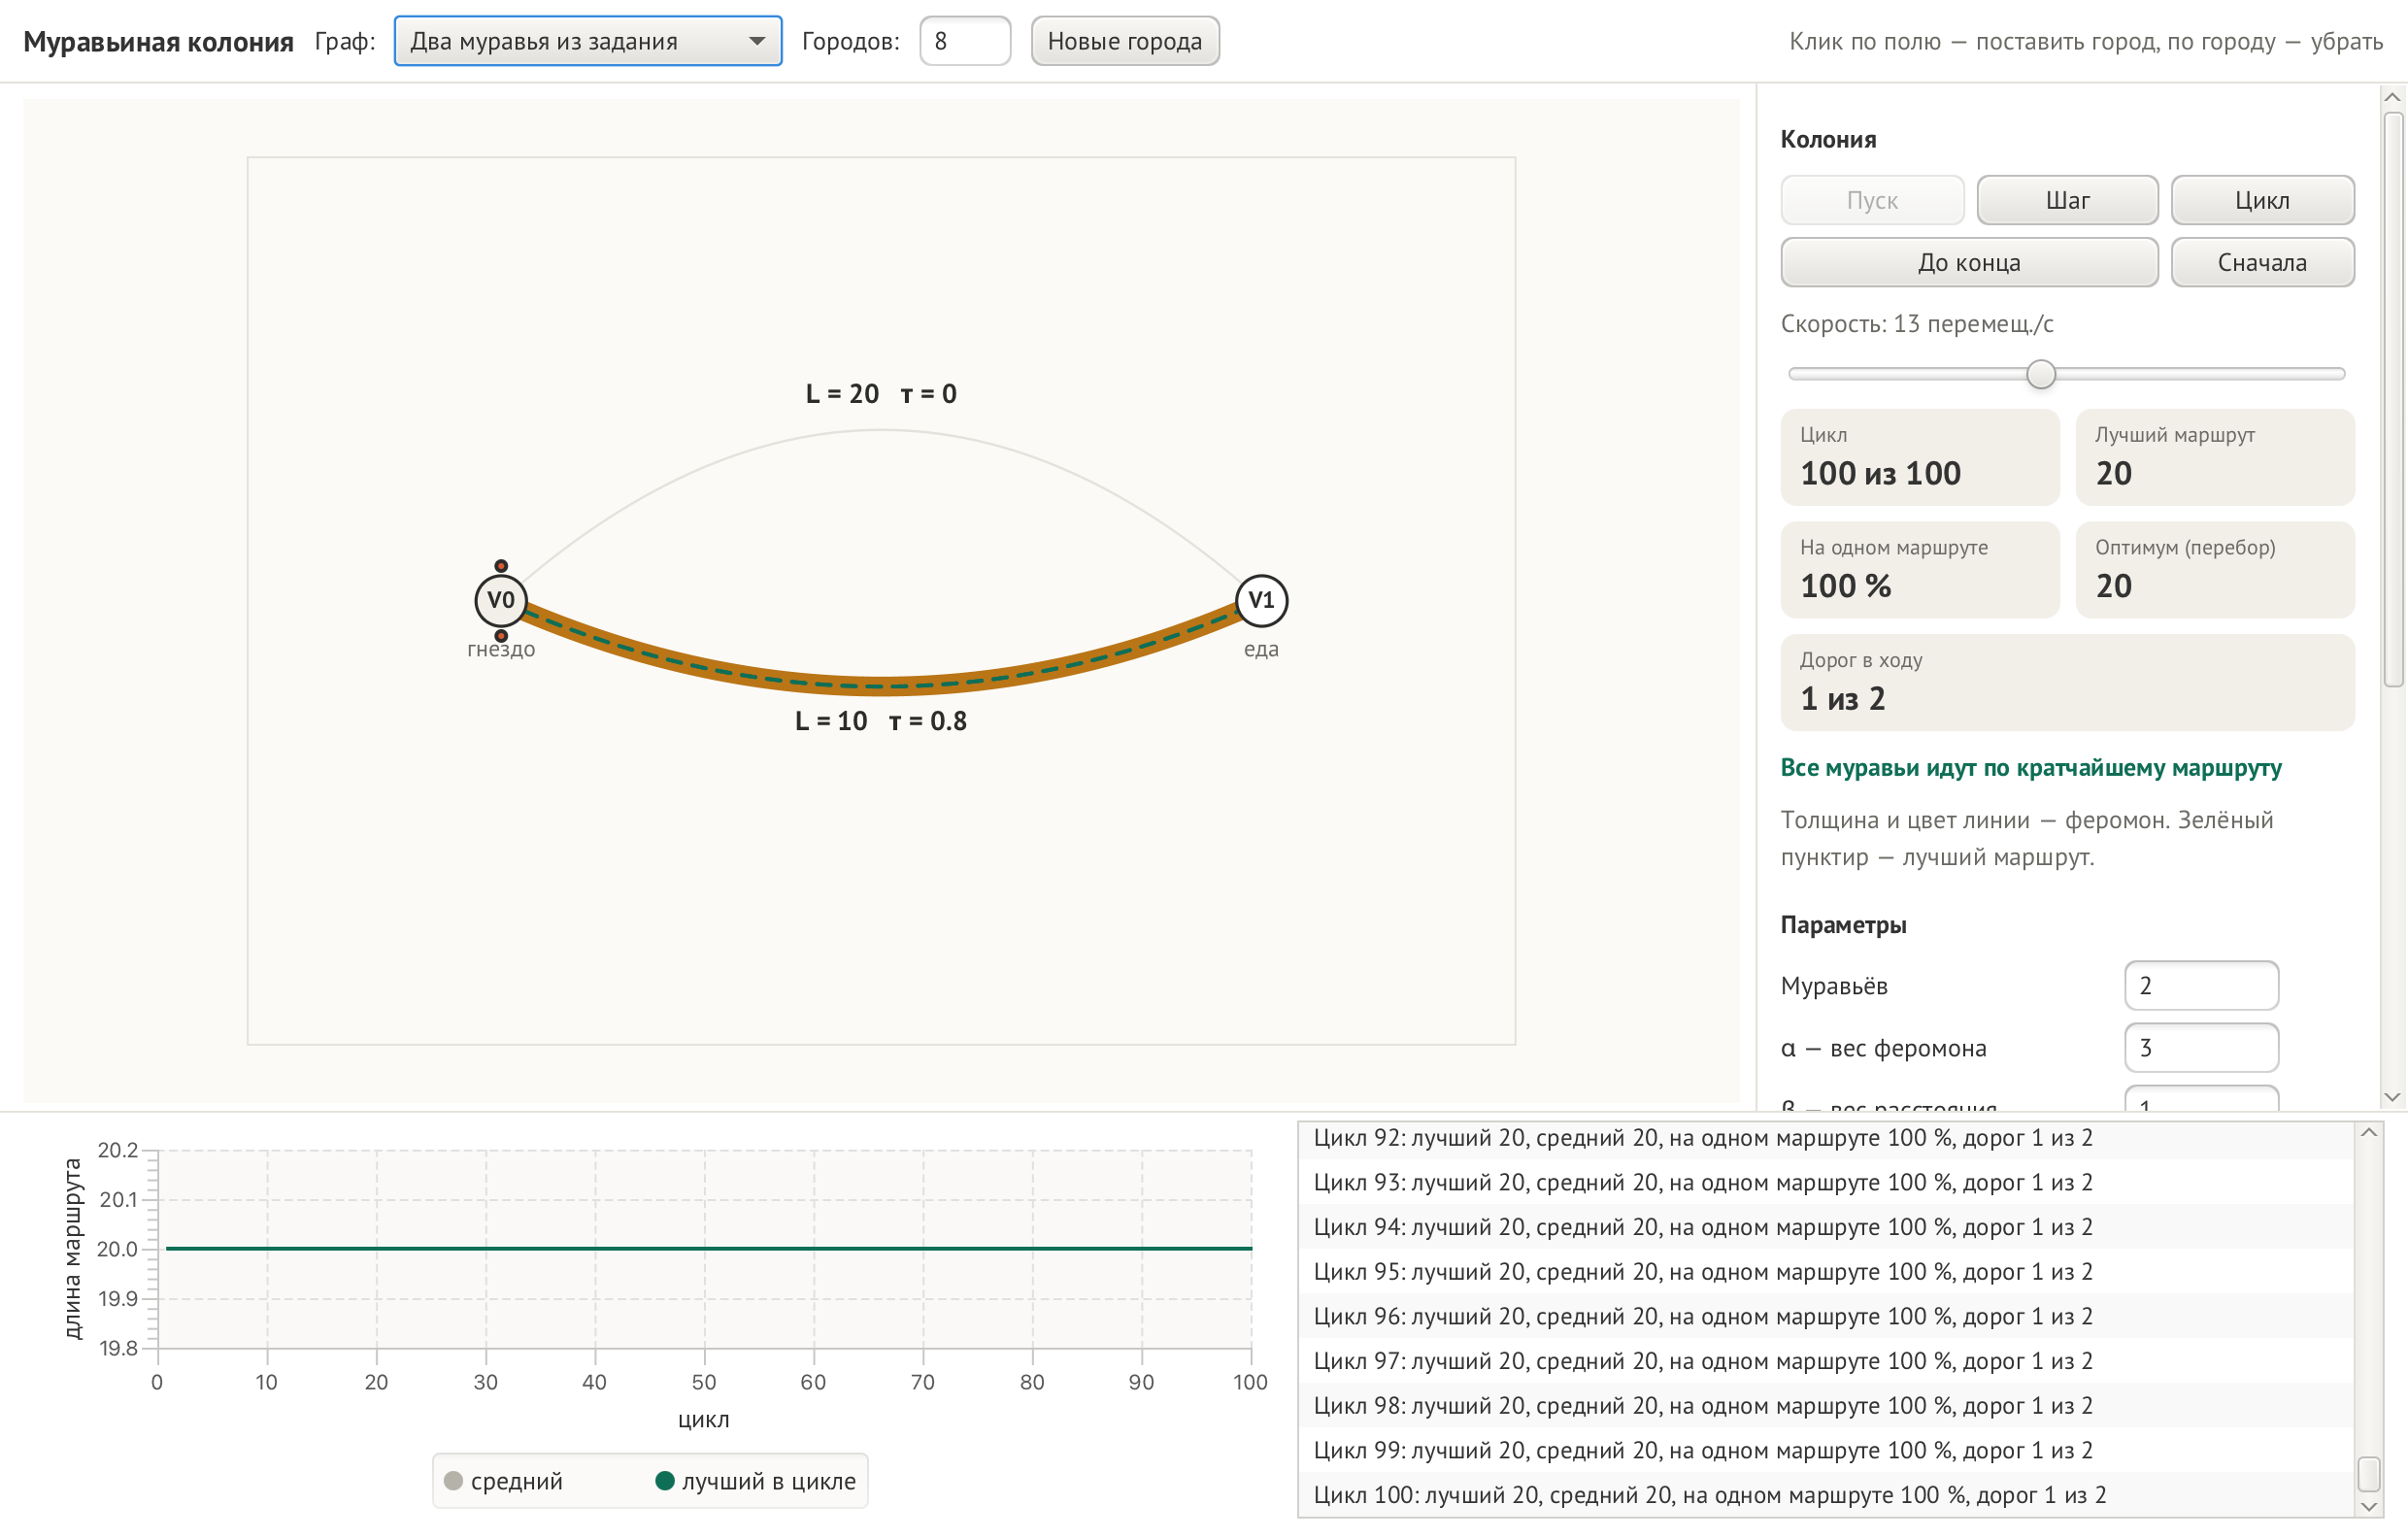 Муравьиная колония Граф: Два муравья из задания Городов: 8 Новые города Клик по полю — поставить город, по городу — убрать
L = 20 τ = 0
V0
гнездо
V1
еда
L = 10 τ = 0.8
Колония
Пуск Шаг Цикл
До конца Сначала
Скорость: 13 перемещ./с
Цикл
100 из 100
Лучший маршрут
20
На одном маршруте
100 %
Оптимум (перебор)
20
Дорог в ходу
1 из 2
Все муравьи идут по кратчайшему маршруту
Толщина и цвет линии — феромон. Зелёный
пунктир — лучший маршрут.
Параметры
Муравьёв 2
α — вес феромона 3
β — вес расстояния 1
длина маршрута
20.2
20.1
20.0
19.9
19.8
0 10 20 30 40 50 60 70 80 90 100
цикл
средний лучший в цикле
Цикл 92: лучший 20, средний 20, на одном маршруте 100 %, дорог 1 из 2
Цикл 93: лучший 20, средний 20, на одном маршруте 100 %, дорог 1 из 2
Цикл 94: лучший 20, средний 20, на одном маршруте 100 %, дорог 1 из 2
Цикл 95: лучший 20, средний 20, на одном маршруте 100 %, дорог 1 из 2
Цикл 96: лучший 20, средний 20, на одном маршруте 100 %, дорог 1 из 2
Цикл 97: лучший 20, средний 20, на одном маршруте 100 %, дорог 1 из 2
Цикл 98: лучший 20, средний 20, на одном маршруте 100 %, дорог 1 из 2
Цикл 99: лучший 20, средний 20, на одном маршруте 100 %, дорог 1 из 2
Цикл 100: лучший 20, средний 20, на одном маршруте 100 %, дорог 1 из 2